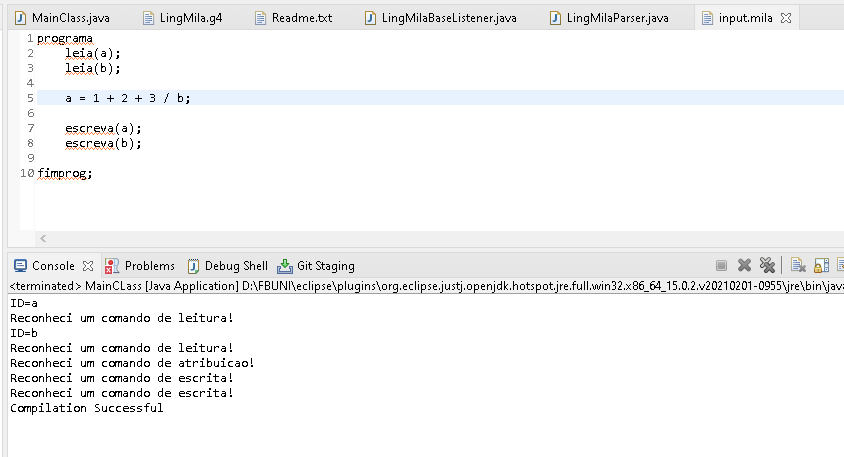 MainClass.java LingMila.g4 Readme.txt LingMilaBaseListener.java LingMilaParser.java input.mila
1 programa
2 leia(a);
3 leia(b);
4
5 a = 1 + 2 + 3 / b;
6
7 escreva(a);
8 escreva(b);
9
10 fimprog;
Console Problems Debug Shell Git Staging
<terminated> MainCLass [Java Application] D:\FBUNI\eclipse\plugins\org.eclipse.justj.openjdk.hotspot.jre.full.win32.x86_64_15.0.2.v20210201-0955\jre\bin\java
ID=a
Reconheci um comando de leitura!
ID=b
Reconheci um comando de leitura!
Reconheci um comando de atribuicao!
Reconheci um comando de escrita!
Reconheci um comando de escrita!
Compilation Successful